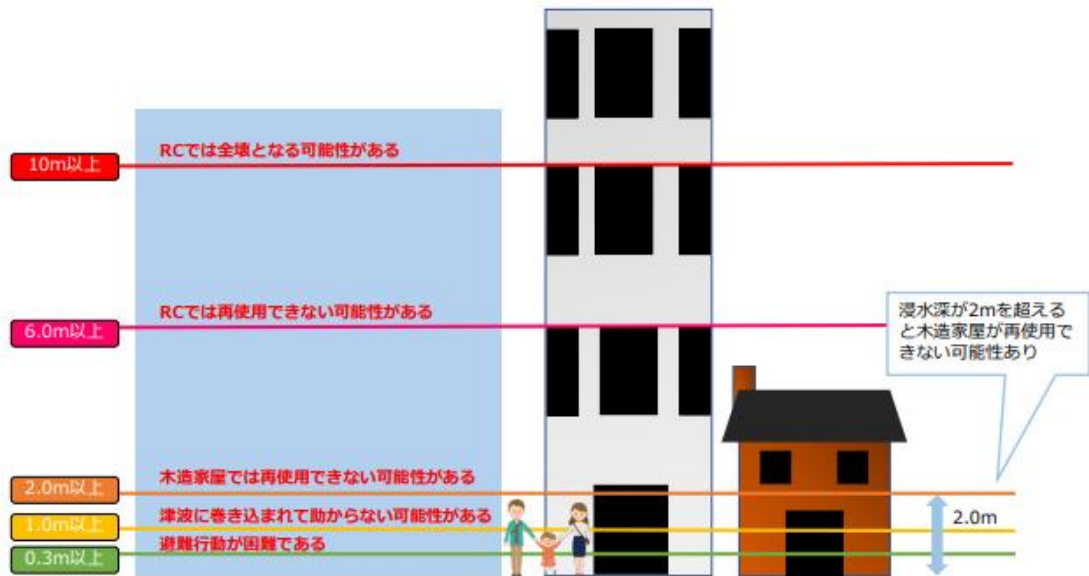 RCでは全壊となる可能性がある
10m以上
RCでは再使用できない可能性がある
6.0m以上
浸水深が2mを超える
と木造家屋が再使用で
きない可能性あり
木造家屋では再使用できない可能性がある
2.0m以上
津波に巻き込まれて助からない可能性がある
1.0m以上
2.0m
避難行動が困難である
0.3m以上